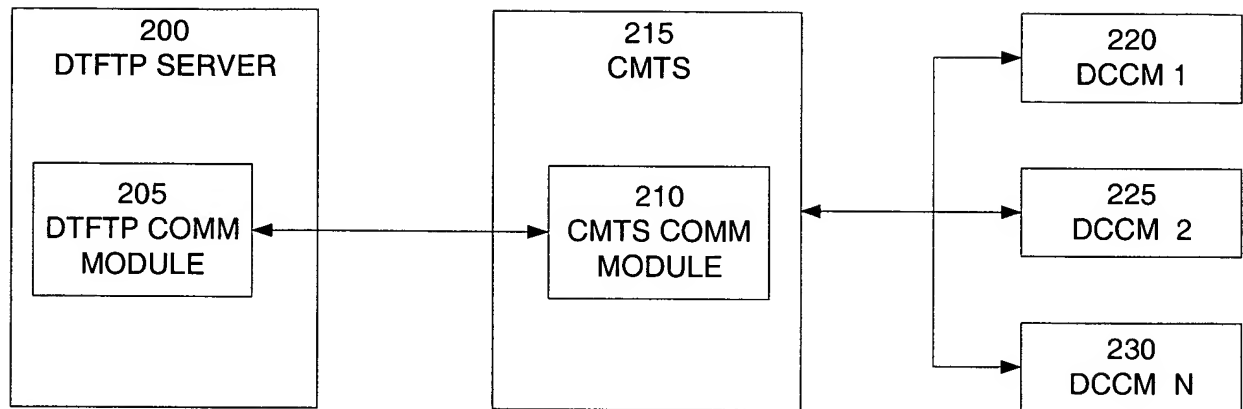 200
DTFTP SERVER
205
DTFTP COMM
MODULE
215
CMTS
210
CMTS COMM
MODULE
220
DCCM 1
225
DCCM 2
230
DCCM N